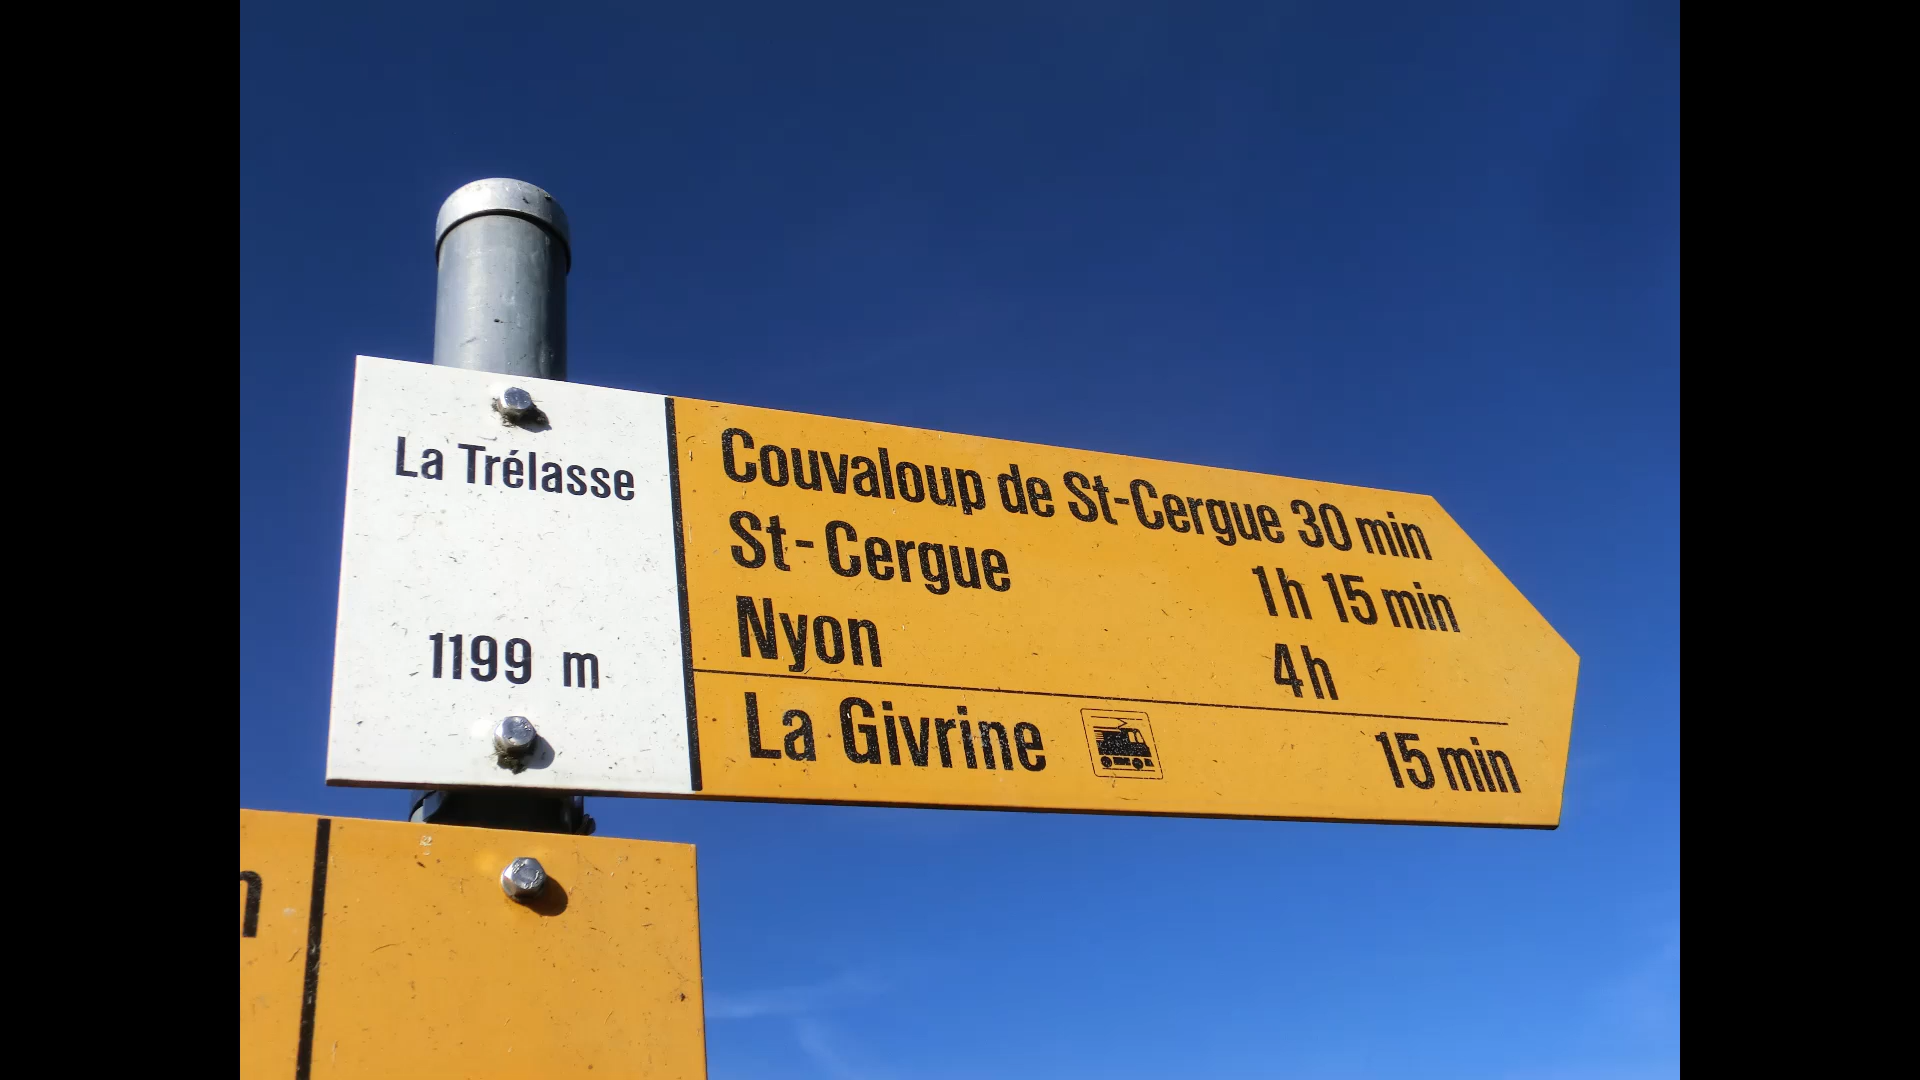 La Trélasse
1199 m
Couvaloup de St-Cergue 30 min
St-Cergue 1h 15 min
Nyon 4h
La Givrine 15 min